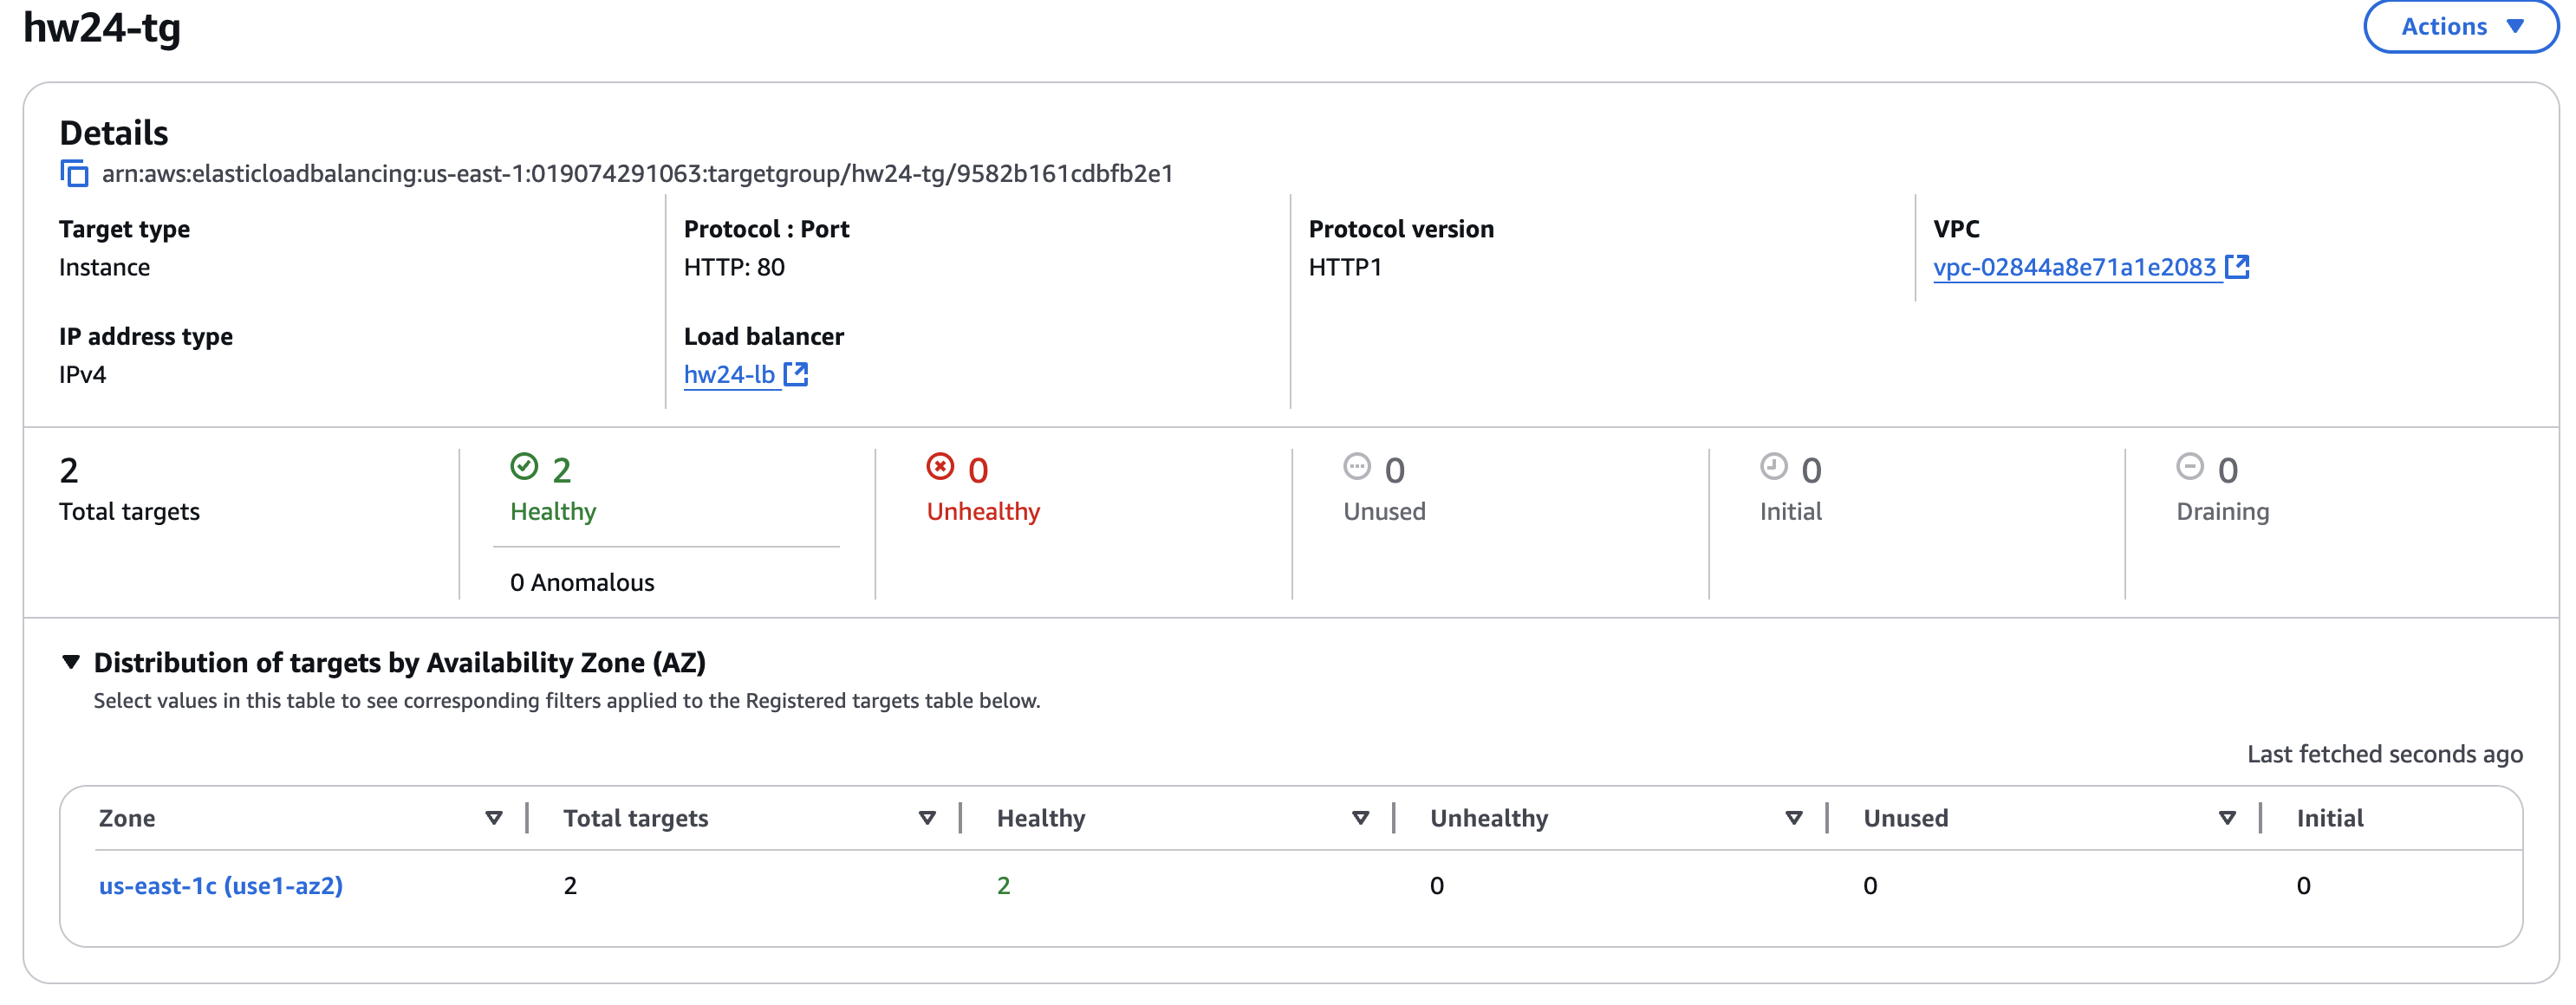 hw24-tg
Actions
Details
arn:aws:elasticloadbalancing:us-east-1:019074291063:targetgroup/hw24-tg/9582b161cdbfb2e1
Target type
Instance
Protocol : Port
HTTP: 80
Protocol version
HTTP1
VPC
vpc-02844a8e71a1e2083
IP address type
IPv4
Load balancer
hw24-lb
2
Total targets
2
Healthy
0 Anomalous
0
Unhealthy
0
Unused
0
Initial
0
Draining
Distribution of targets by Availability Zone (AZ)
Select values in this table to see corresponding filters applied to the Registered targets table below.
Last fetched seconds ago
Zone Total targets Healthy Unhealthy Unused Initial
us-east-1c (use1-az2) 2 2 0 0 0